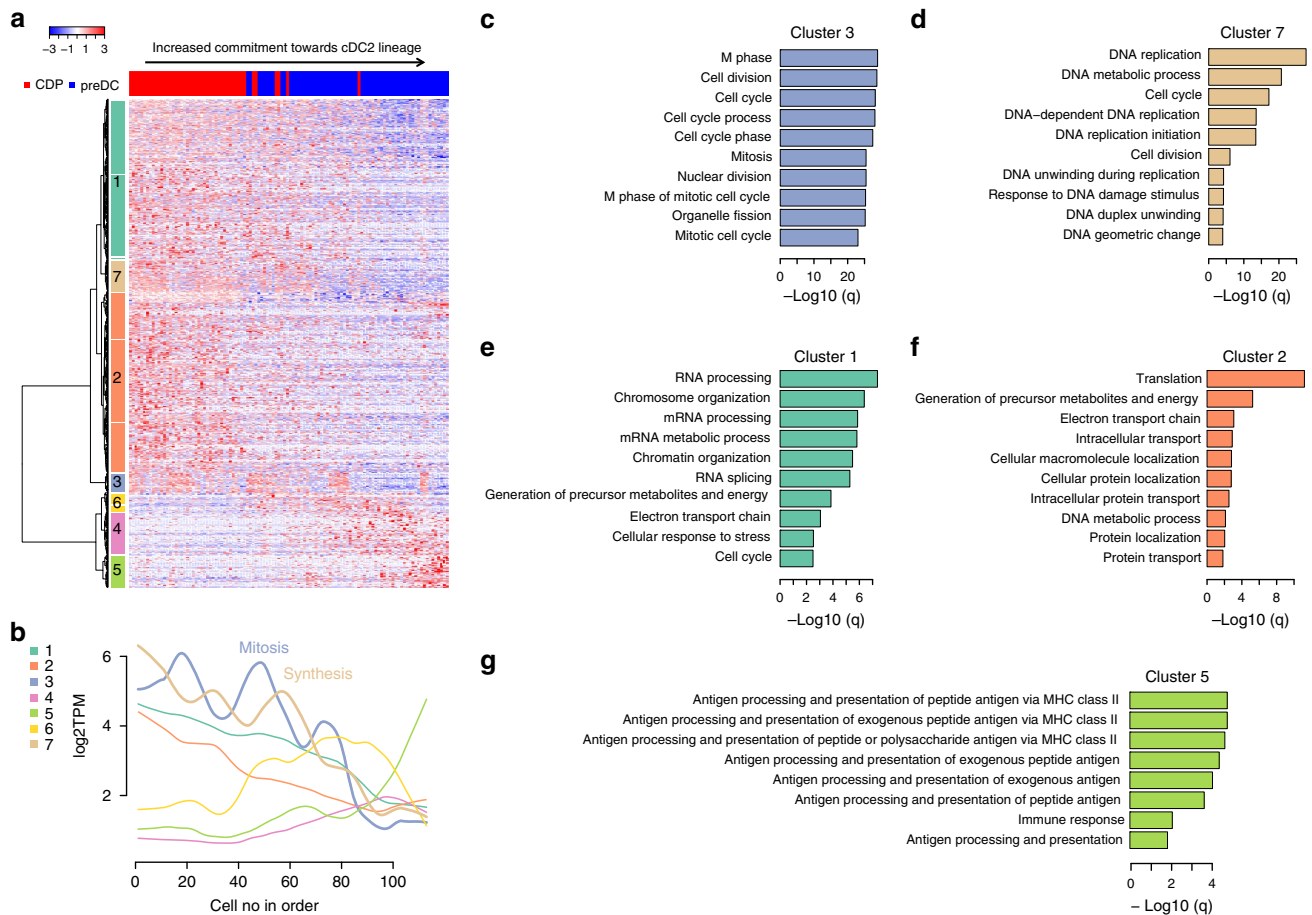 a
−3 −1 1 3
Increased commitment towards cDC2 lineage
CDP preDC
1
7
2
3
6
4
5
b
1
2
3
4
5
6
7
Mitosis
Synthesis
log2TPM
6
4
2
0 20 40 60 80 100
Cell no in order
c
Cluster 3
M phase
Cell division
Cell cycle
Cell cycle process
Cell cycle phase
Mitosis
Nuclear division
M phase of mitotic cell cycle
Organelle fission
Mitotic cell cycle
0 10 20
−Log10 (q)
d
Cluster 7
DNA replication
DNA metabolic process
Cell cycle
DNA−dependent DNA replication
DNA replication initiation
Cell division
DNA unwinding during replication
Response to DNA damage stimulus
DNA duplex unwinding
DNA geometric change
0 10 20
−Log10 (q)
e
Cluster 1
RNA processing
Chromosome organization
mRNA processing
mRNA metabolic process
Chromatin organization
RNA splicing
Generation of precursor metabolites and energy
Electron transport chain
Cellular response to stress
Cell cycle
0 2 4 6
−Log10 (q)
f
Cluster 2
Translation
Generation of precursor metabolites and energy
Electron transport chain
Intracellular transport
Cellular macromolecule localization
Cellular protein localization
Intracellular protein transport
DNA metabolic process
Protein localization
Protein transport
0 4 8
−Log10 (q)
g
Cluster 5
Antigen processing and presentation of peptide antigen via MHC class II
Antigen processing and presentation of exogenous peptide antigen via MHC class II
Antigen processing and presentation of peptide or polysaccharide antigen via MHC class II
Antigen processing and presentation of exogenous peptide antigen
Antigen processing and presentation of exogenous antigen
Antigen processing and presentation of peptide antigen
Immune response
Antigen processing and presentation
0 2 4
− Log10 (q)